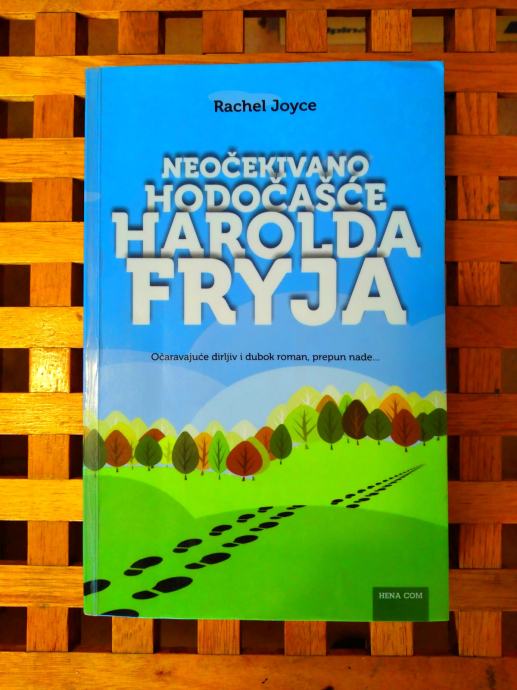 Rachel Joyce
NEOČEKIVANO
HODOČAŠĆE
HAROLDA
FRYJA
Očaravajuće dirljiv i dubok roman, prepun nade...
HENA COM